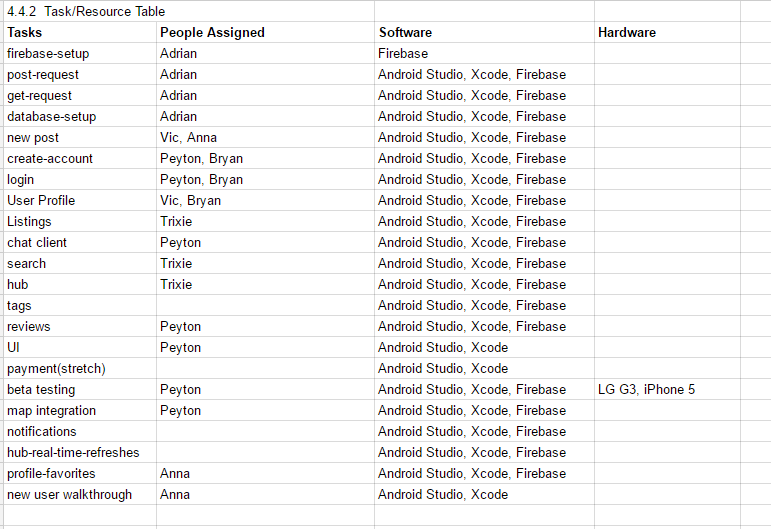 4.4.2 Task/Resource Table
Tasks People Assigned Software Hardware
firebase-setup Adrian Firebase
post-request Adrian Android Studio, Xcode, Firebase
get-request Adrian Android Studio, Xcode, Firebase
database-setup Adrian Android Studio, Xcode, Firebase
new post Vic, Anna Android Studio, Xcode, Firebase
create-account Peyton, Bryan Android Studio, Xcode, Firebase
login Peyton, Bryan Android Studio, Xcode, Firebase
User Profile Vic, Bryan Android Studio, Xcode, Firebase
Listings Trixie Android Studio, Xcode, Firebase
chat client Peyton Android Studio, Xcode, Firebase
search Trixie Android Studio, Xcode, Firebase
hub Trixie Android Studio, Xcode, Firebase
tags Android Studio, Xcode, Firebase
reviews Peyton Android Studio, Xcode, Firebase
UI Peyton Android Studio, Xcode
payment(stretch) Android Studio, Xcode
beta testing Peyton Android Studio, Xcode, Firebase LG G3, iPhone 5
map integration Peyton Android Studio, Xcode, Firebase
notifications Android Studio, Xcode, Firebase
hub-real-time-refreshes Android Studio, Xcode, Firebase
profile-favorites Anna Android Studio, Xcode, Firebase
new user walkthrough Anna Android Studio, Xcode